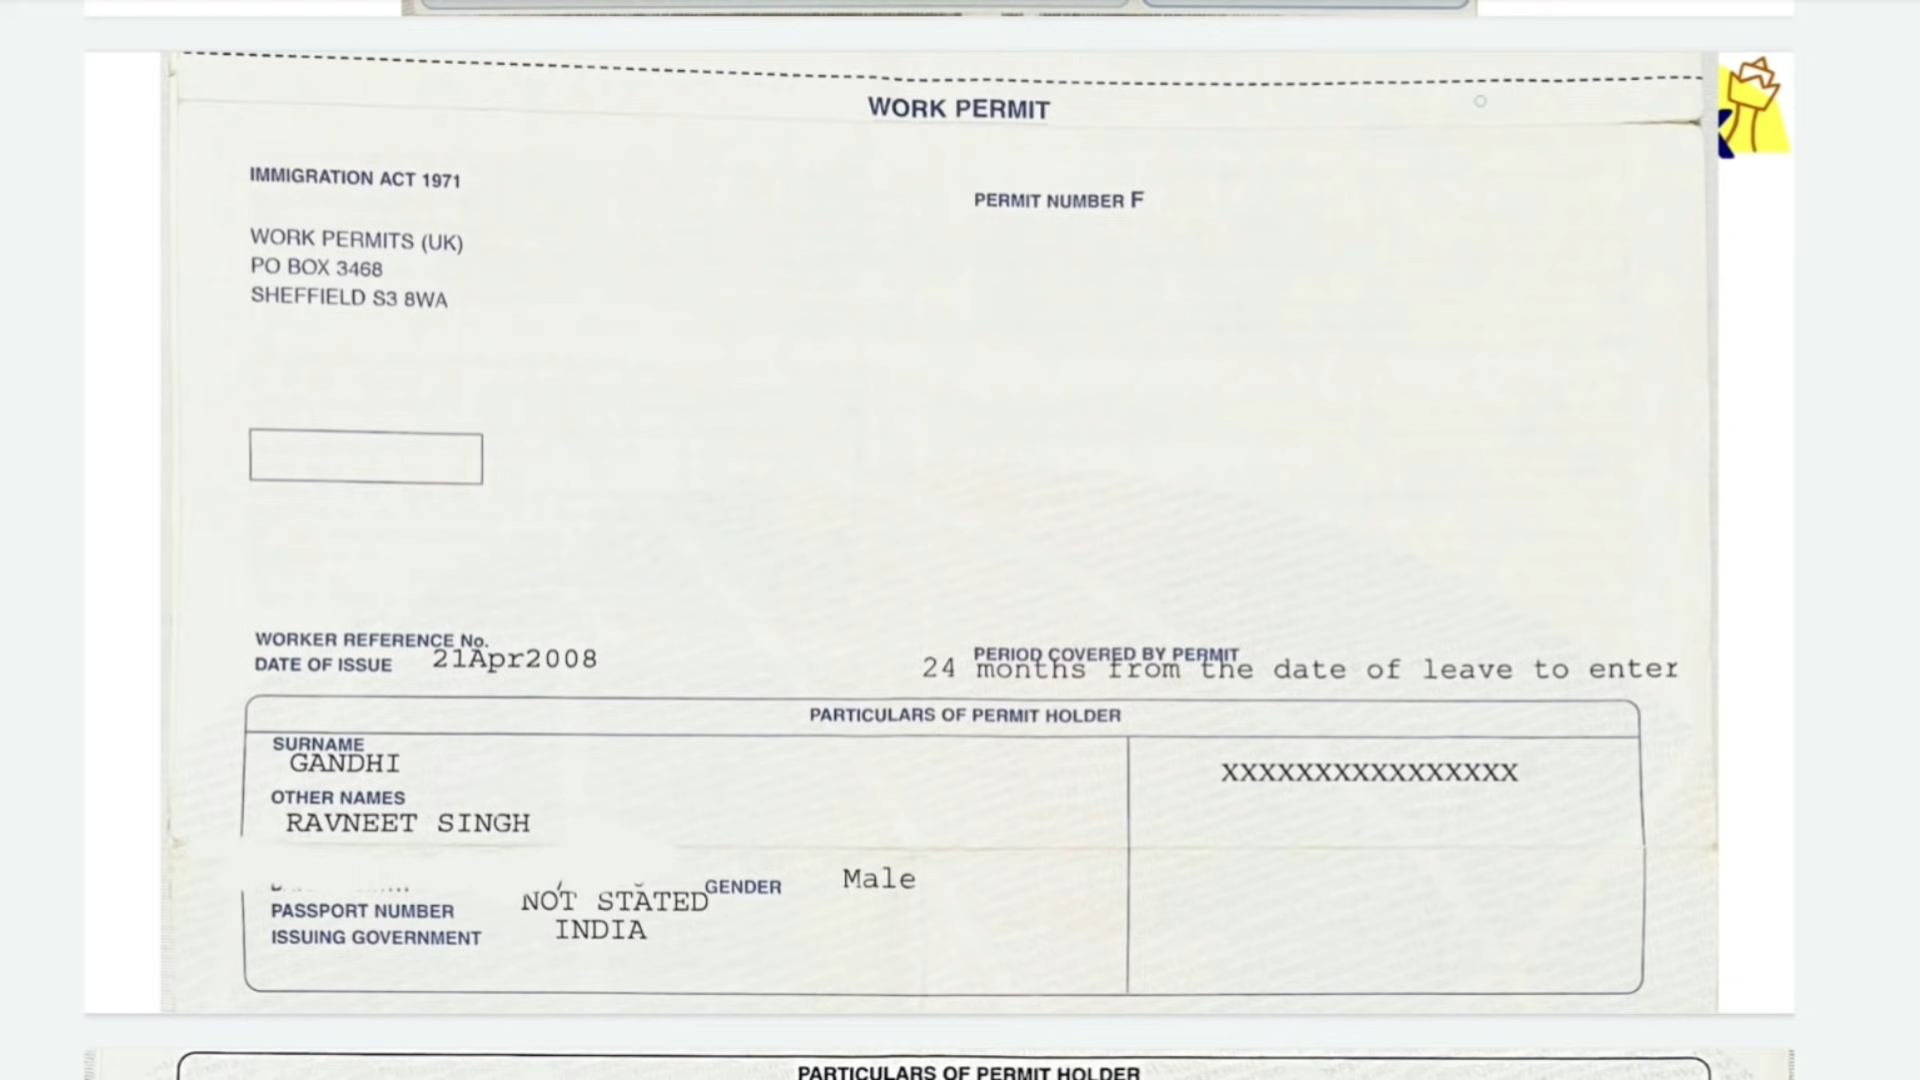 WORK PERMIT
IMMIGRATION ACT 1971
PERMIT NUMBER F
WORK PERMITS (UK)
PO BOX 3468
SHEFFIELD S3 8WA
WORKER REFERENCE No.
DATE OF ISSUE 21Apr2008
PERIOD COVERED BY PERMIT
24 months from the date of leave to enter
PARTICULARS OF PERMIT HOLDER
SURNAME
GANDHI
XXXXXXXXXXXXXXXX
OTHER NAMES
RAVNEET SINGH
GENDER Male
PASSPORT NUMBER NOT STATED
ISSUING GOVERNMENT INDIA
PARTICULARS OF PERMIT HOLDER